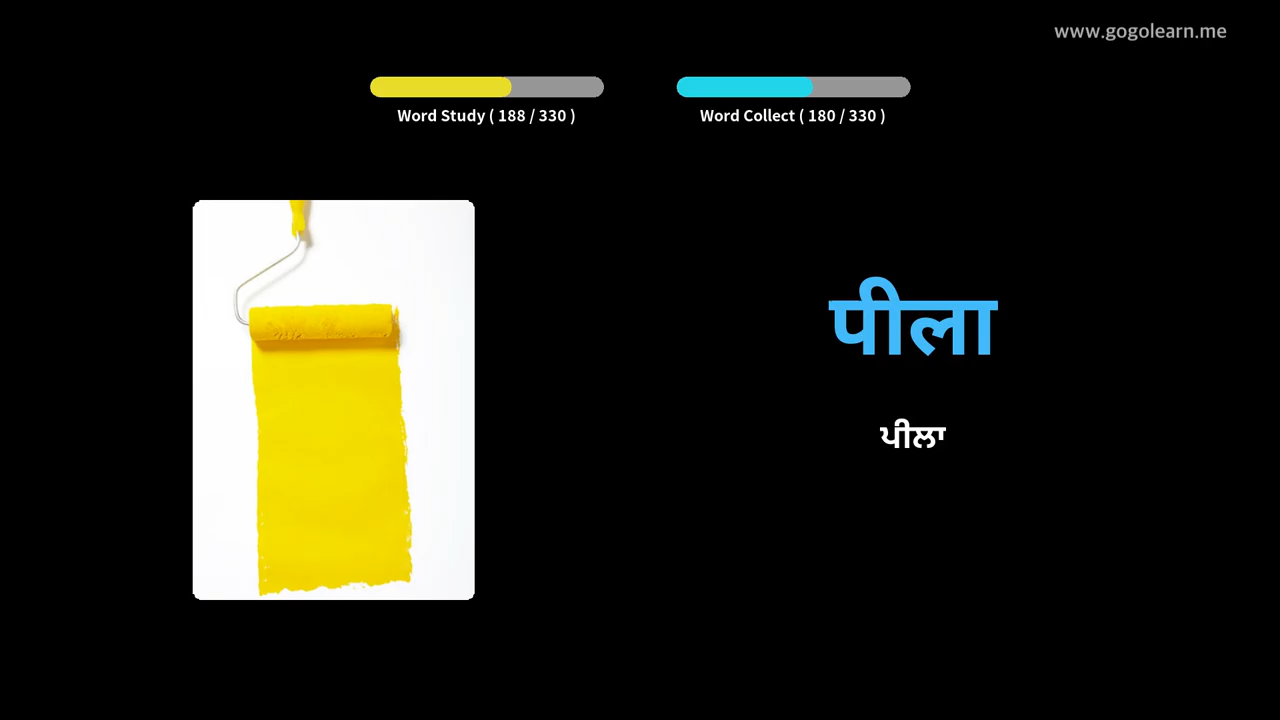 www.gogolearn.me
Word Study ( 188 / 330 )
Word Collect ( 180 / 330 )
पीला
ਪੀਲਾ